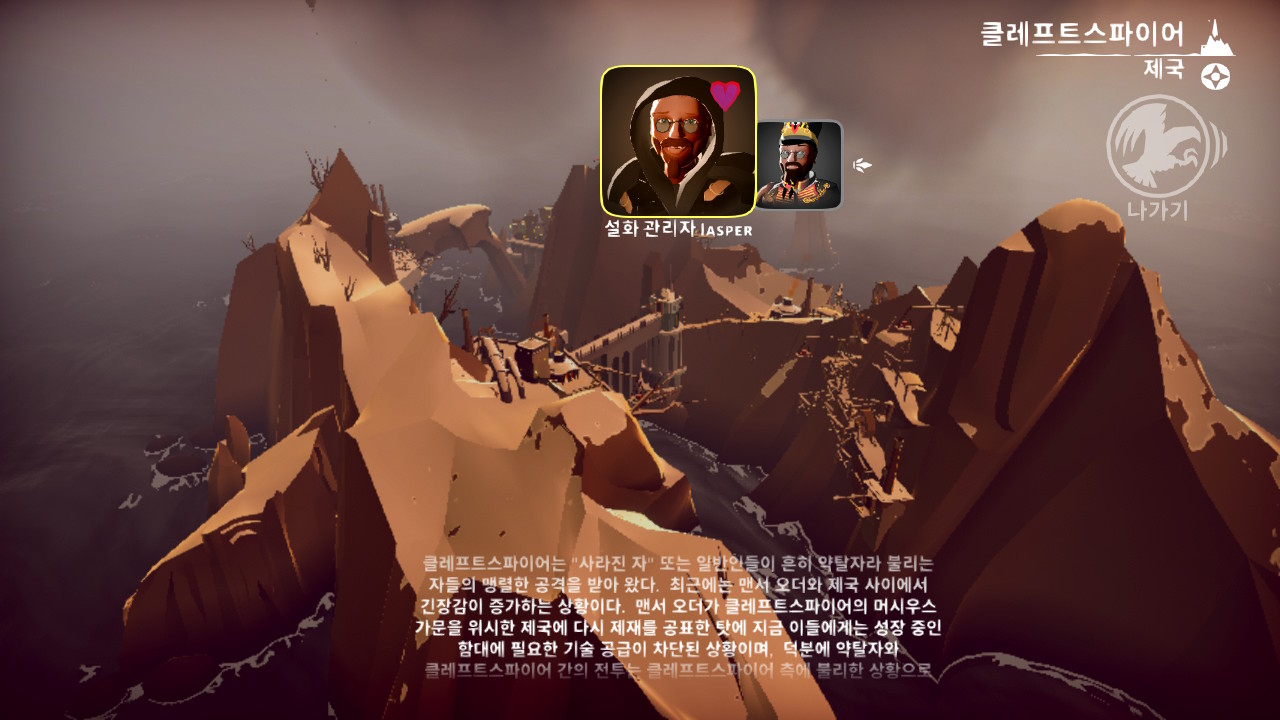 클레프트스파이어
제국
나가기
설화 관리자 JASPER
클레프트스파이어는 "사라진 자" 또는 일반인들이 흔히 약탈자라 불리는
자들의 맹렬한 공격을 받아 왔다. 최근에는 맨서 오더와 제국 사이에서
긴장감이 증가하는 상황이다. 맨서 오더가 클레프트스파이어의 머시우스
가문을 위시한 제국에 다시 제재를 공표한 탓에 지금 이들에게는 성장 중인
함대에 필요한 기술 공급이 차단된 상황이며, 덕분에 약탈자와
클레프트스파이어 간의 전투는 클레프트스파이어 측에 불리한 상황으로